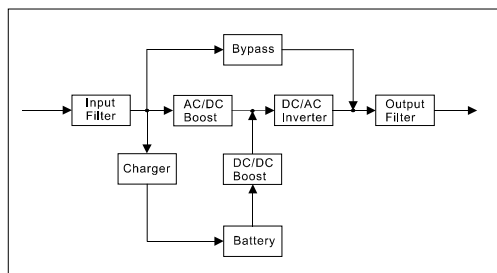 Bypass
Input
Filter
AC/DC
Boost
DC/AC
Inverter
Output
Filter
Charger
DC/DC
Boost
Battery